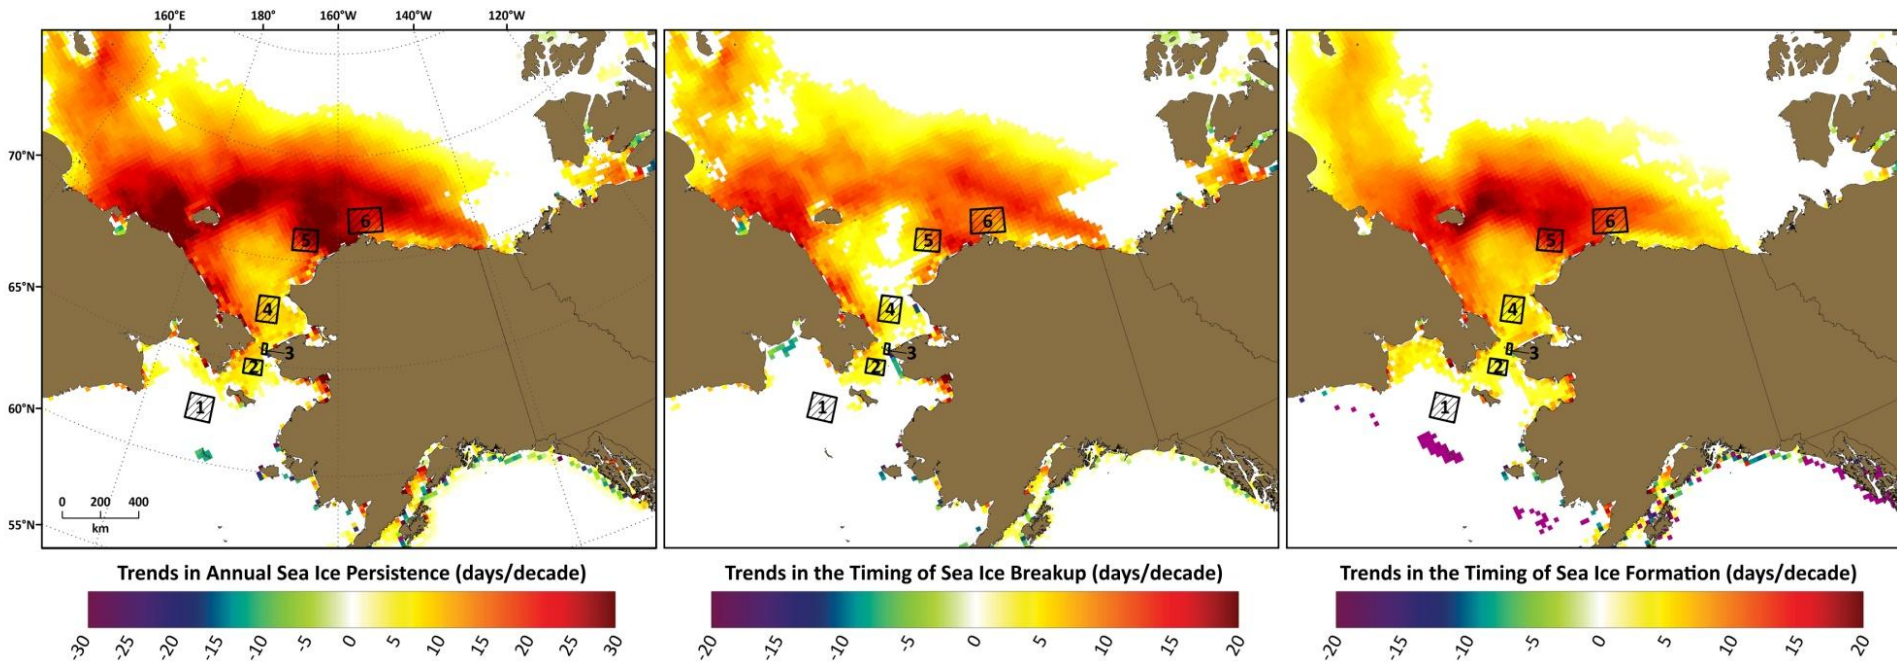 160°E 180° 160°W 140°W 120°W
70°N
65°N
60°N
55°N
6
5
4
3
2
1
0 200 400
km
6
5
4
3
2
1
6
5
4
3
2
1
Trends in Annual Sea Ice Persistence (days/decade)
-30 -25 -20 -15 -10 -5 0 5 10 15 20 25 30
Trends in the Timing of Sea Ice Breakup (days/decade)
-20 -15 -10 -5 0 5 10 15 20
Trends in the Timing of Sea Ice Formation (days/decade)
-20 -15 -10 -5 0 5 10 15 20